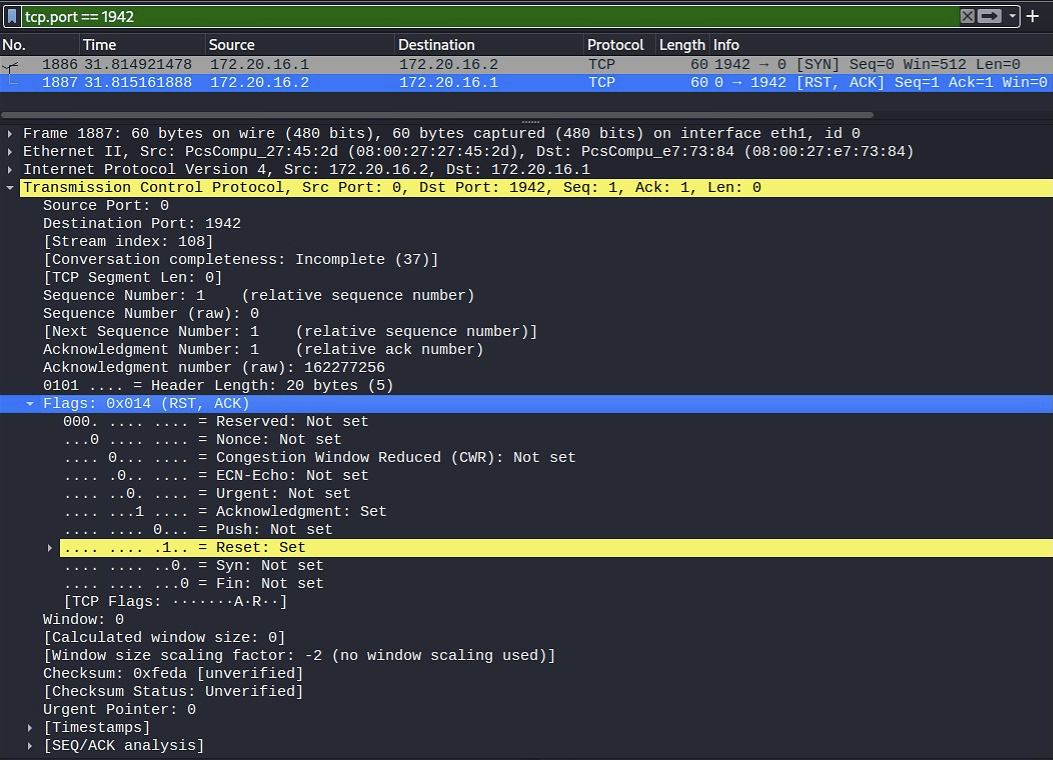 tcp.port == 1942
No. Time Source Destination Protocol Length Info
1886 31.814921478 172.20.16.1 172.20.16.2 TCP 60 1942 → 0 [SYN] Seq=0 Win=512 Len=0
1887 31.815161888 172.20.16.2 172.20.16.1 TCP 60 0 → 1942 [RST, ACK] Seq=1 Ack=1 Win=0
Frame 1887: 60 bytes on wire (480 bits), 60 bytes captured (480 bits) on interface eth1, id 0
Ethernet II, Src: PcsCompu_27:45:2d (08:00:27:27:45:2d), Dst: PcsCompu_e7:73:84 (08:00:27:e7:73:84)
Internet Protocol Version 4, Src: 172.20.16.2, Dst: 172.20.16.1
Transmission Control Protocol, Src Port: 0, Dst Port: 1942, Seq: 1, Ack: 1, Len: 0
Source Port: 0
Destination Port: 1942
[Stream index: 108]
[Conversation completeness: Incomplete (37)]
[TCP Segment Len: 0]
Sequence Number: 1 (relative sequence number)
Sequence Number (raw): 0
[Next Sequence Number: 1 (relative sequence number)]
Acknowledgment Number: 1 (relative ack number)
Acknowledgment number (raw): 162277256
0101 .... = Header Length: 20 bytes (5)
Flags: 0x014 (RST, ACK)
000. .... .... = Reserved: Not set
...0 .... .... = Nonce: Not set
.... 0... .... = Congestion Window Reduced (CWR): Not set
.... .0.. .... = ECN-Echo: Not set
.... ..0. .... = Urgent: Not set
.... ...1 .... = Acknowledgment: Set
.... .... 0... = Push: Not set
.... .... .1.. = Reset: Set
.... .... ..0. = Syn: Not set
.... .... ...0 = Fin: Not set
[TCP Flags: ·······A·R··]
Window: 0
[Calculated window size: 0]
[Window size scaling factor: -2 (no window scaling used)]
Checksum: 0xfeda [unverified]
[Checksum Status: Unverified]
Urgent Pointer: 0
[Timestamps]
[SEQ/ACK analysis]